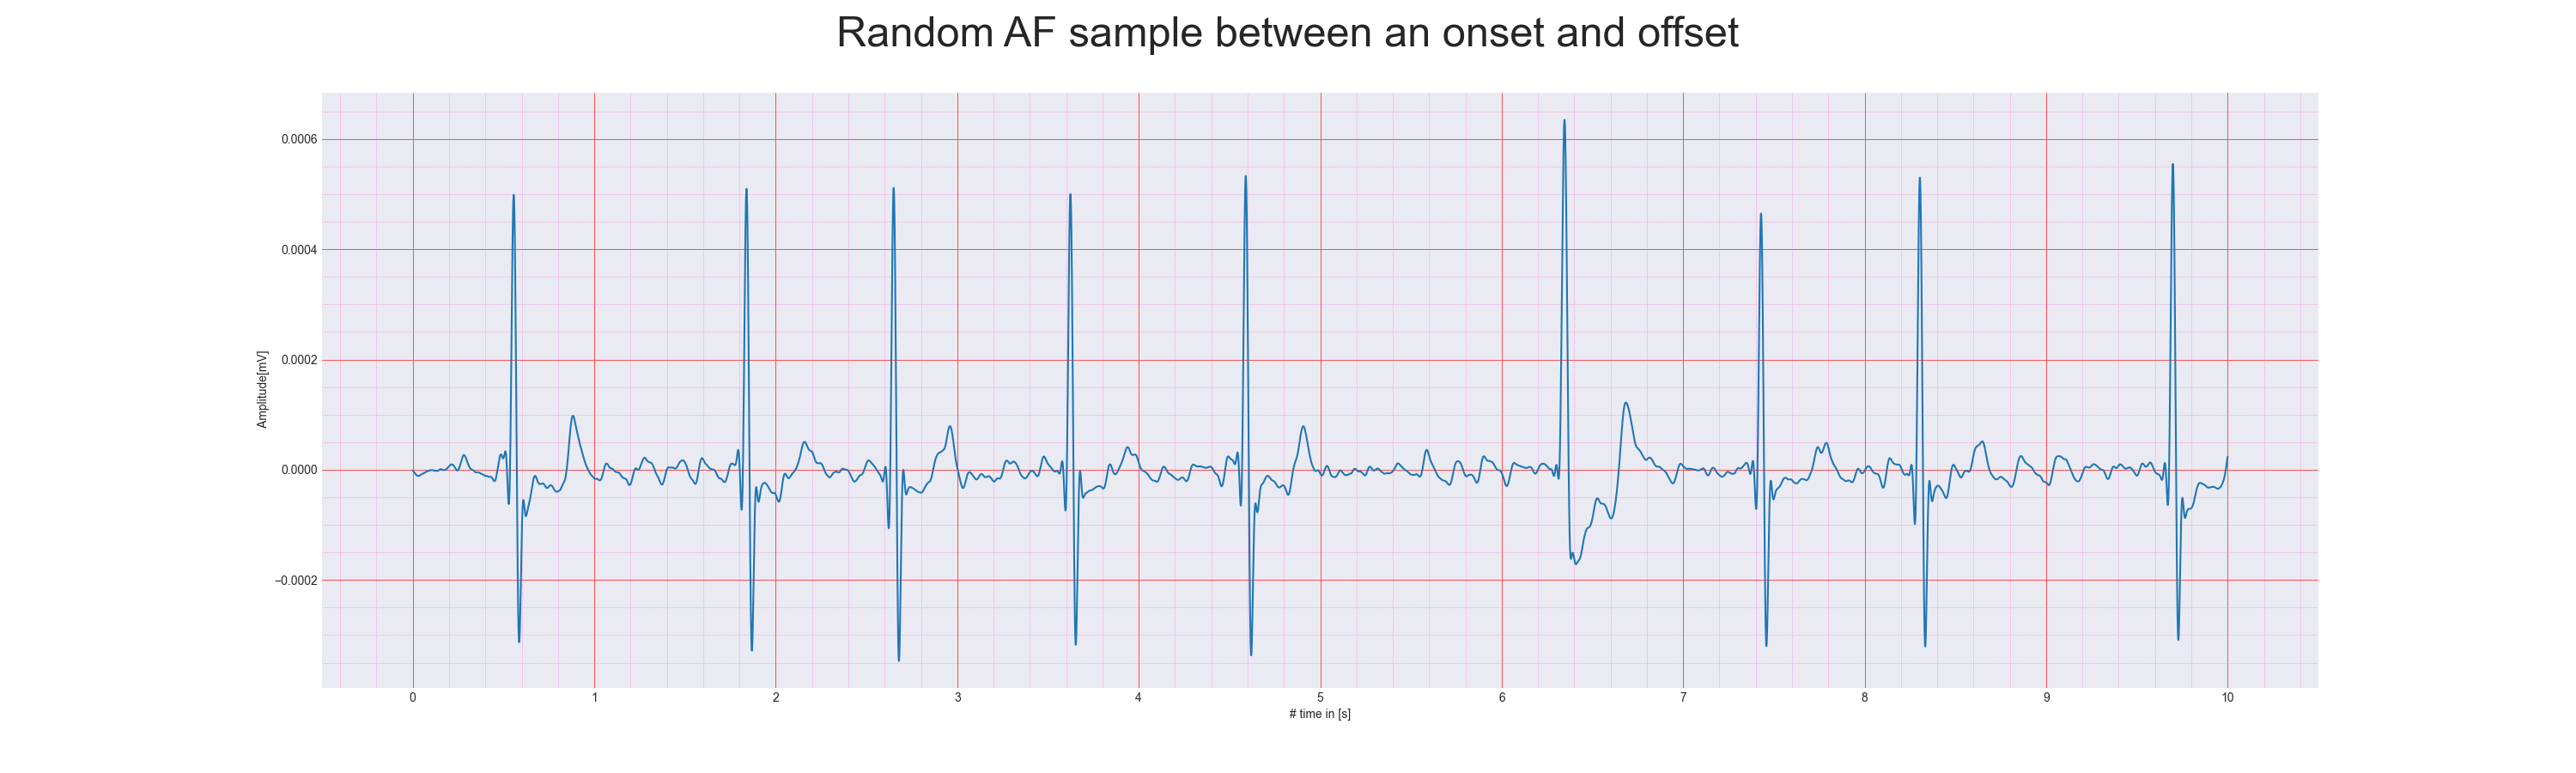 Random AF sample between an onset and offset
0.0006
0.0004
0.0002
0.0000
−0.0002
Amplitude[mV]
0 1 2 3 4 5 6 7 8 9 10
# time in [s]